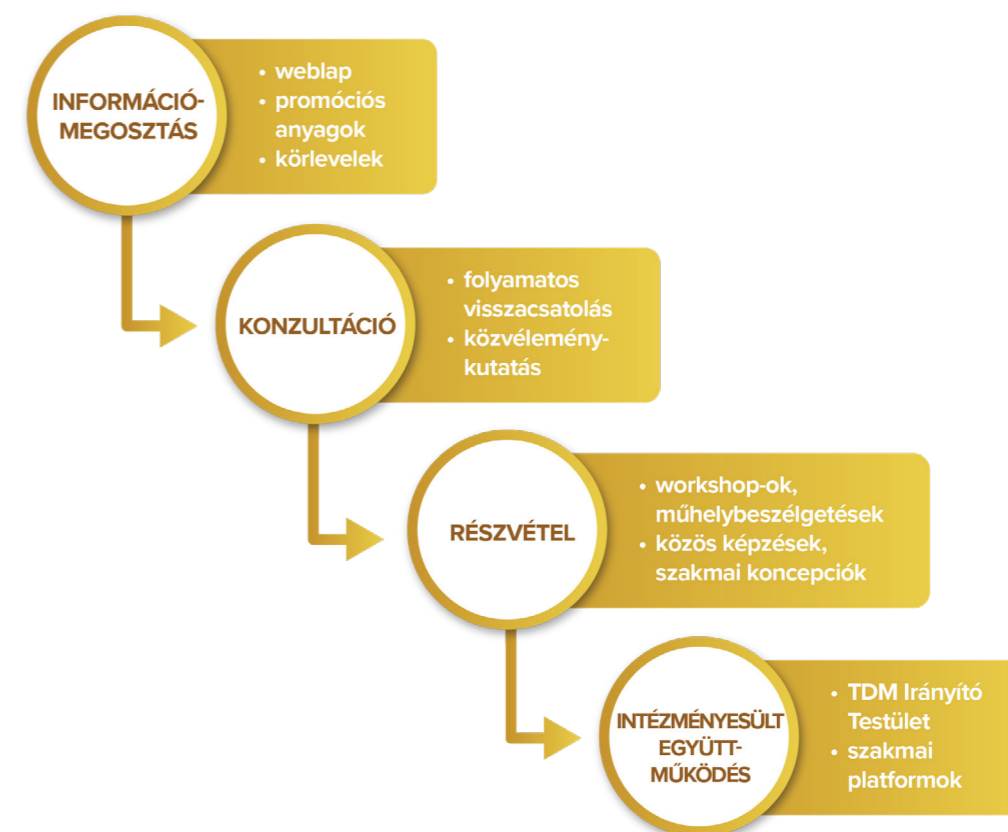 INFORMÁCIÓ-
MEGOSZTÁS
• weblap
• promóciós
anyagok
• körlevelek
KONZULTÁCIÓ
• folyamatos
visszacsatolás
• közvélemény-
kutatás
RÉSZVÉTEL
• workshop-ok,
műhelybeszélgetések
• közös képzések,
szakmai koncepciók
INTÉZMÉNYESÜLT
EGYÜTT-
MŰKÖDÉS
• TDM Irányító
Testület
• szakmai
platformok